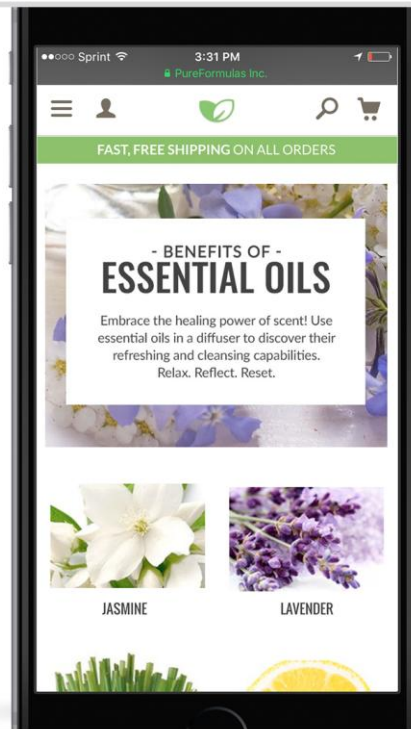 Sprint 3:31 PM
PureFormulas Inc.
FAST, FREE SHIPPING ON ALL ORDERS
- BENEFITS OF -
ESSENTIAL OILS
Embrace the healing power of scent! Use
essential oils in a diffuser to discover their
refreshing and cleansing capabilities.
Relax. Reflect. Reset.
JASMINE LAVENDER